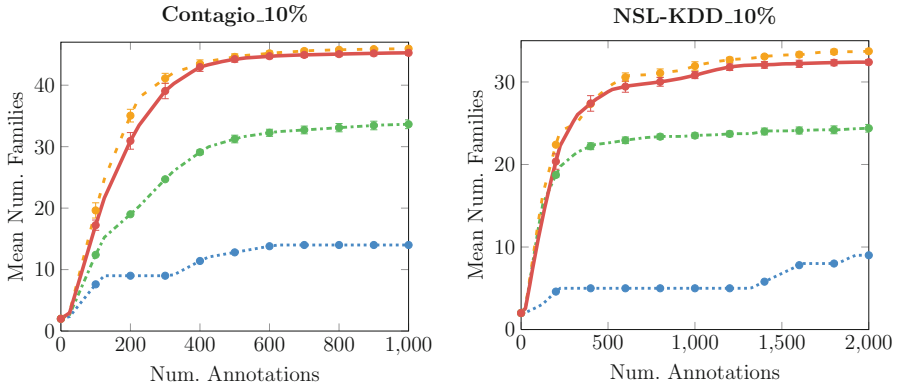 Contagio_10%
Mean Num. Families
40
30
20
10
0
0 200 400 600 800 1,000
Num. Annotations
NSL-KDD_10%
Mean Num. Families
30
20
10
0
0 500 1,000 1,500 2,000
Num. Annotations